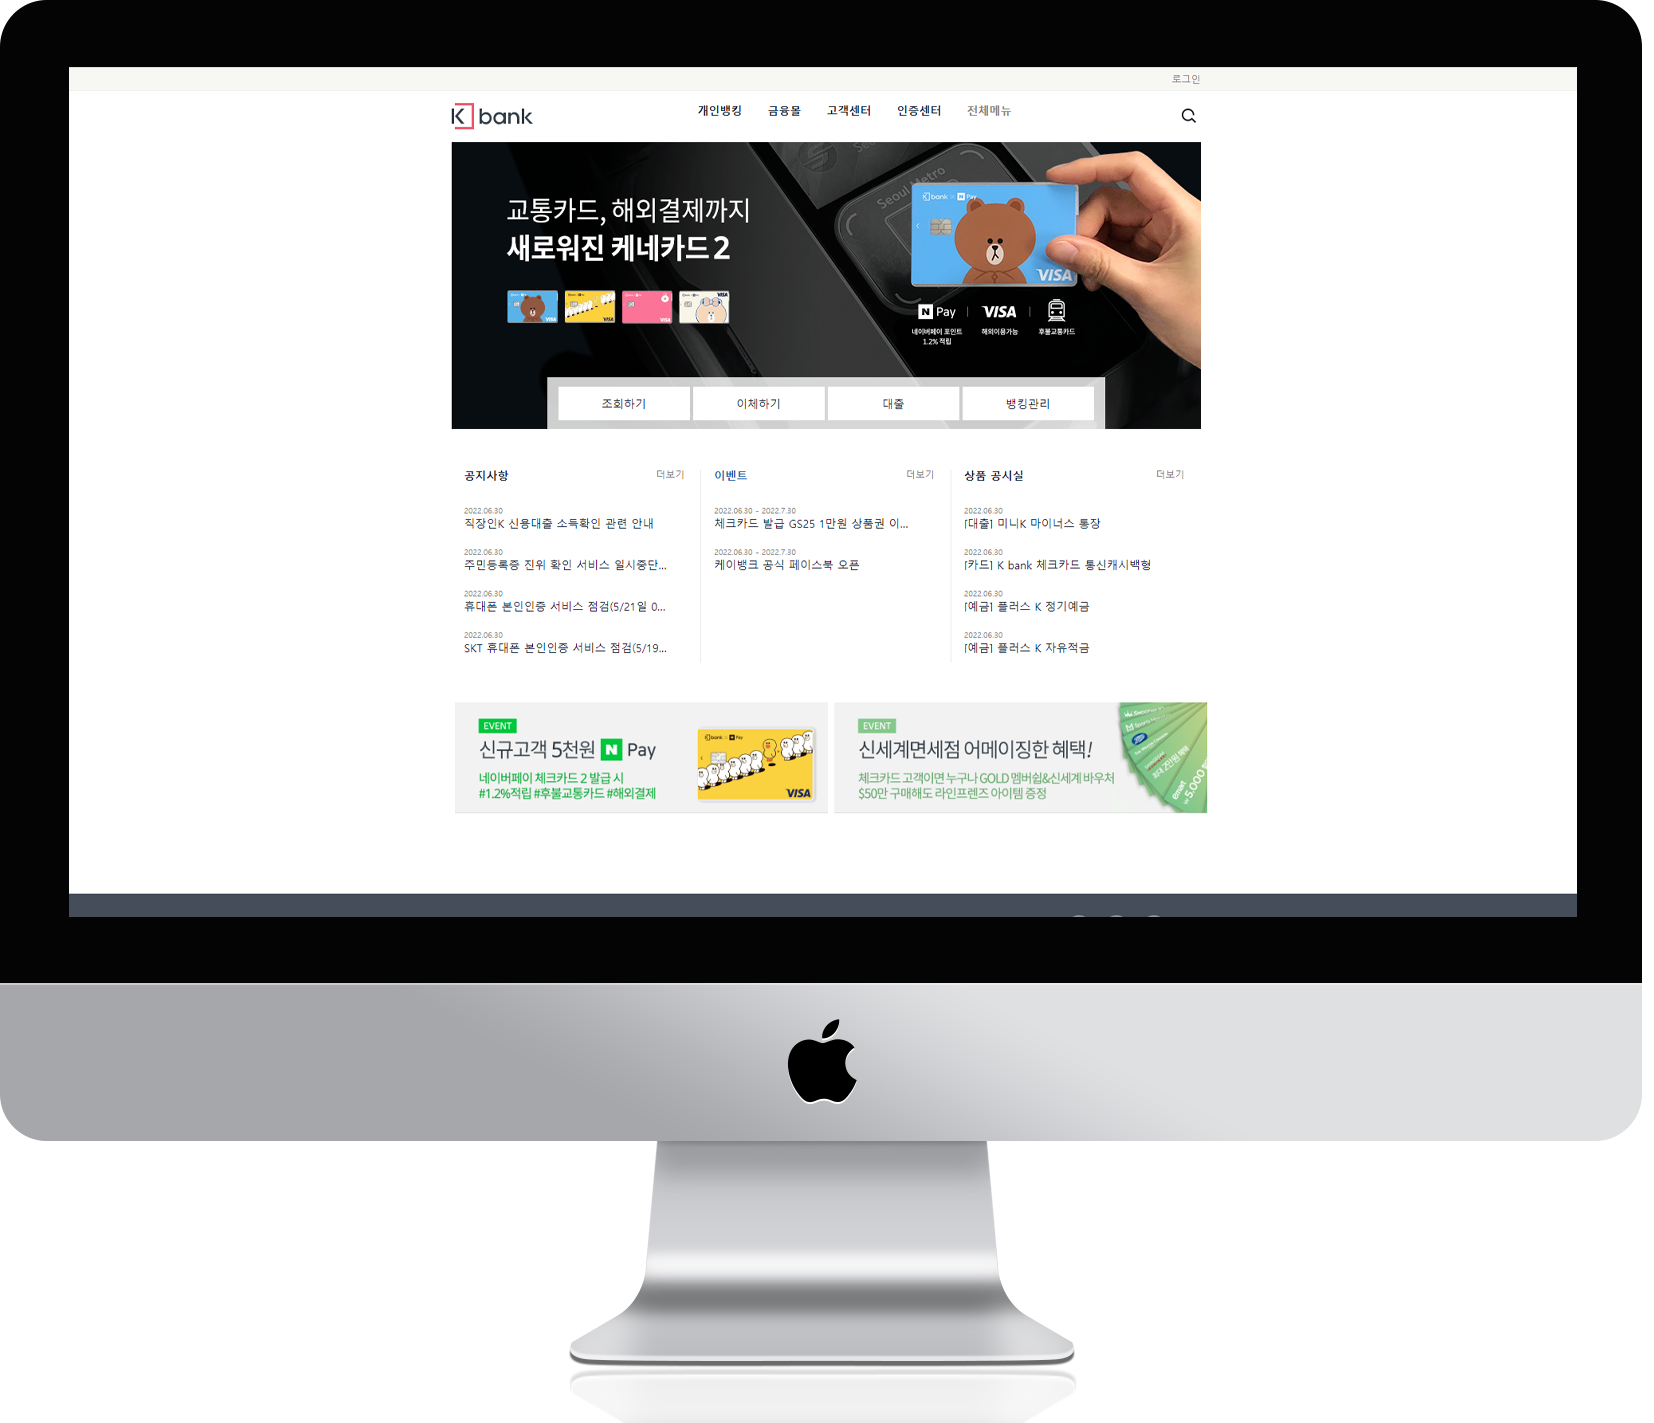 로그인
K bank
개인뱅킹 금융몰 고객센터 인증센터 전체메뉴
교통카드, 해외결제까지
새로워진 케네카드 2
Seoul Metro
K bank × N Pay
VISA
N Pay | VISA |
네이버페이 포인트 1.2% 적립
해외이용가능
후불교통카드
조회하기 이체하기 대출 뱅킹관리
공지사항 더보기
2022.06.30
직장인K 신용대출 소득확인 관련 안내
2022.06.30
주민등록증 진위 확인 서비스 일시중단...
2022.06.30
휴대폰 본인인증 서비스 점검(5/21일 0...
2022.06.30
SKT 휴대폰 본인인증 서비스 점검(5/19...
이벤트 더보기
2022.06.30 - 2022.7.30
체크카드 발급 GS25 1만원 상품권 이...
2022.06.30 - 2022.7.30
케이뱅크 공식 페이스북 오픈
상품 공시실 더보기
2022.06.30
[대출] 미니K 마이너스 통장
2022.06.30
[카드] K bank 체크카드 통신캐시백형
2022.06.30
[예금] 플러스 K 정기예금
2022.06.30
[예금] 플러스 K 자유적금
EVENT
신규고객 5천원 N Pay
네이버페이 체크카드 2 발급 시
#1.2%적립 #후불교통카드 #해외결제
K bank × N Pay
VISA
EVENT
신세계면세점 어메이징한 혜택!
체크카드 고객이면 누구나 GOLD 멤버쉽&신세계 바우처
$50만 구매해도 라인프렌즈 아이템 증정
최대 2만원 혜택
emart
5,000